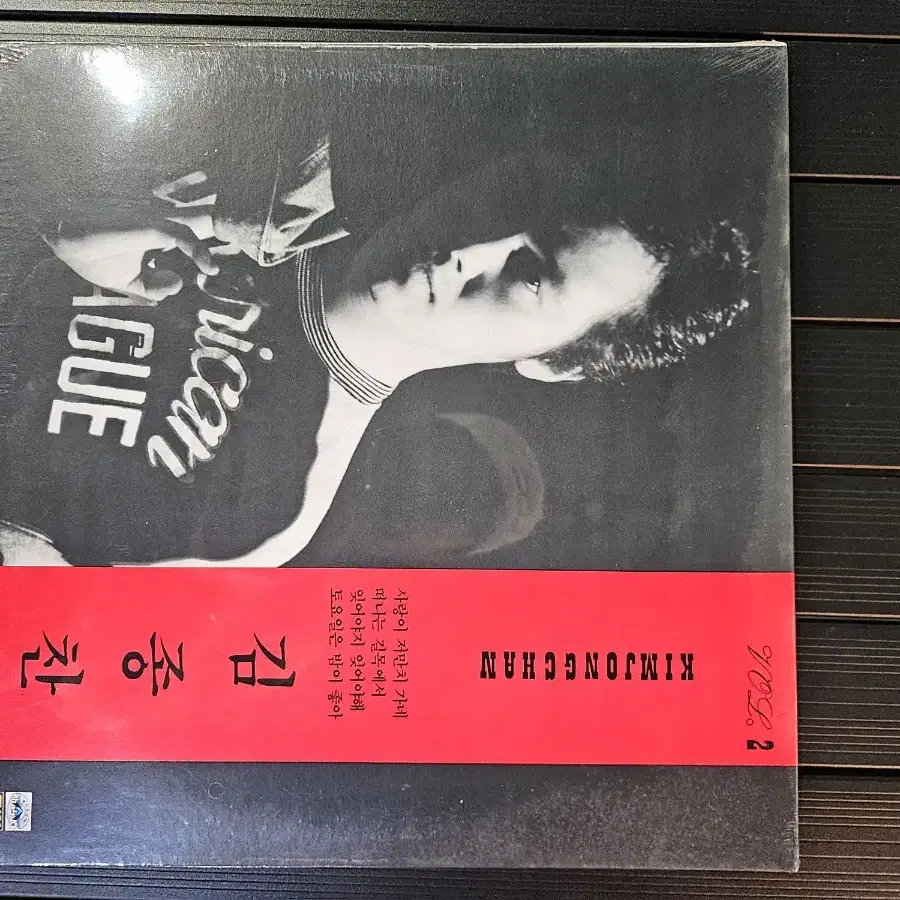 VOL. 2
KIMJONGCHAN
사랑이 저만치 가네
떠나는 길목에서
잊어야지 잊어야해
토요일은 밤이 좋아
김종찬
American
EAGUE